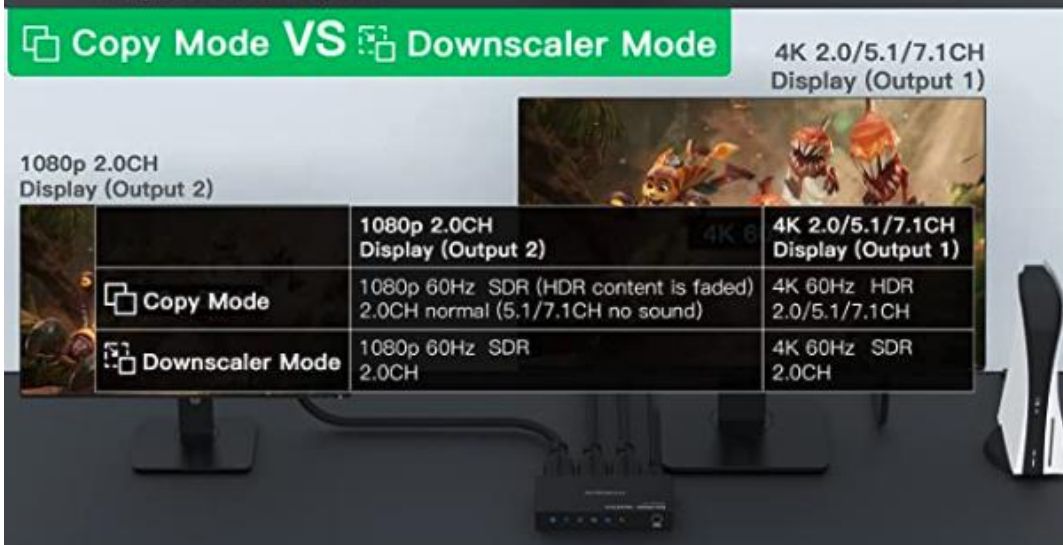 Copy Mode VS Downscaler Mode
4K 2.0/5.1/7.1CH
Display (Output 1)
1080p 2.0CH
Display (Output 2)
1080p 2.0CH
Display (Output 2)
4K 2.0/5.1/7.1CH
Display (Output 1)
Copy Mode
1080p 60Hz SDR (HDR content is faded)
2.0CH normal (5.1/7.1CH no sound)
4K 60Hz HDR
2.0/5.1/7.1CH
Downscaler Mode
1080p 60Hz SDR
2.0CH
4K 60Hz SDR
2.0CH